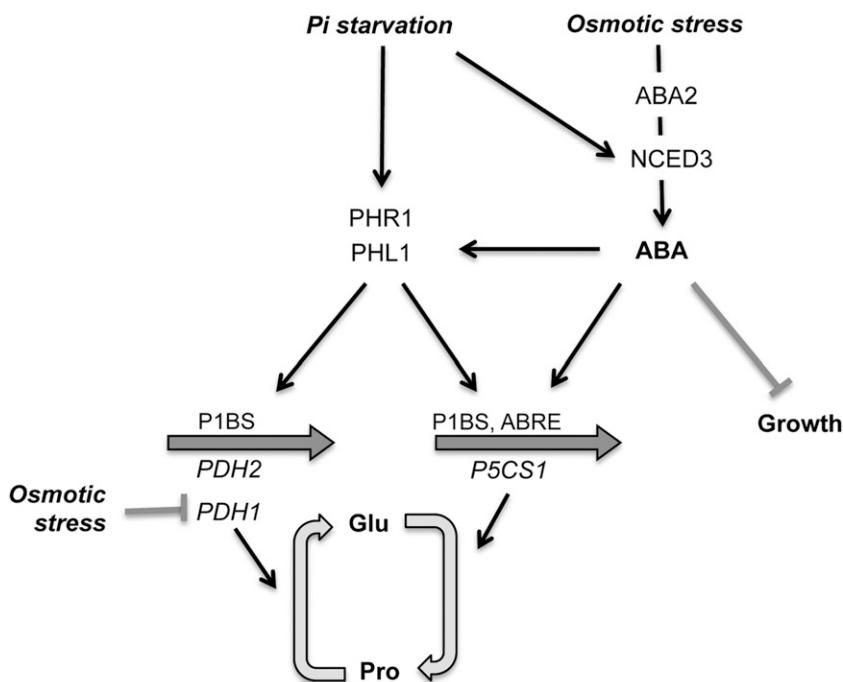 Pi starvation
Osmotic stress
ABA2
NCED3
PHR1
PHL1
ABA
P1BS
P1BS, ABRE
Growth
PDH2
P5CS1
Osmotic
stress
PDH1
Glu
Pro